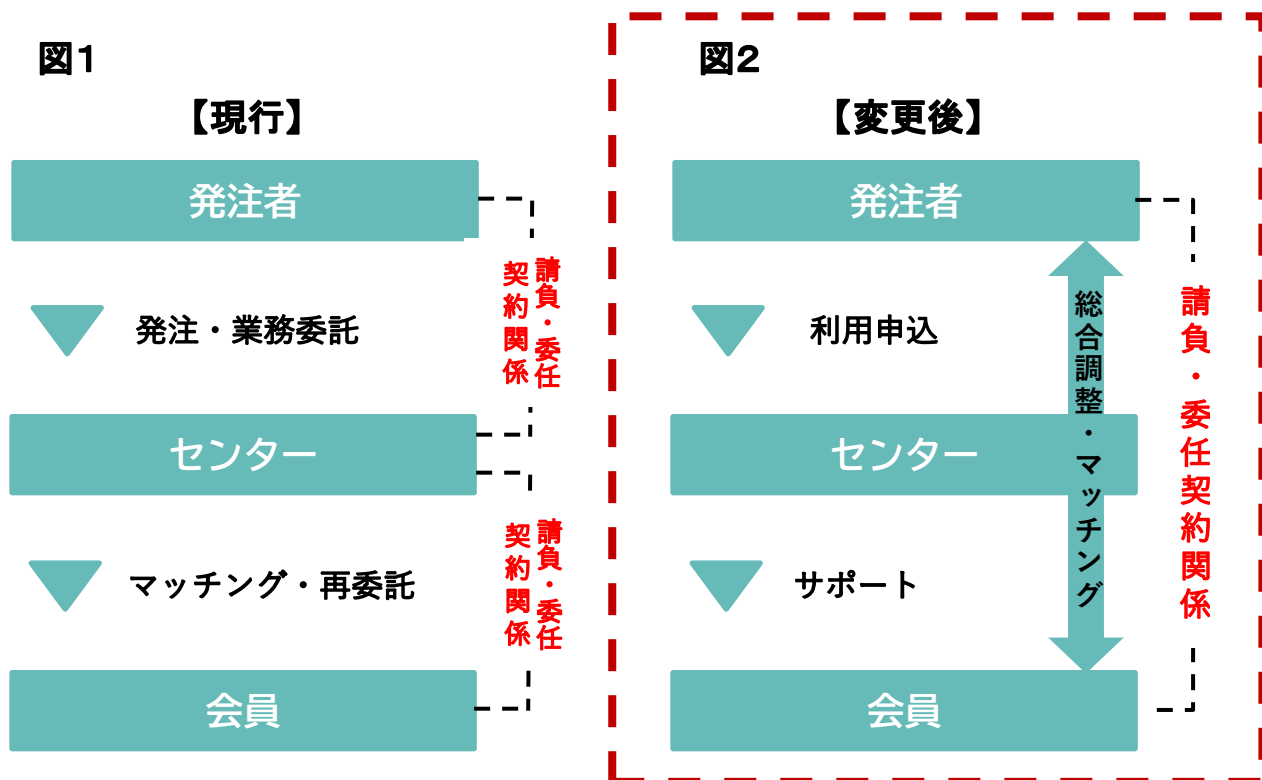 図1
【現行】
発注者
発注・業務委託
請負・委任
契約関係
センター
マッチング・再委託
請負・委任
契約関係
会員
図2
【変更後】
発注者
利用申込
センター
サポート
会員
総合調整・マッチング
請負・委任契約関係